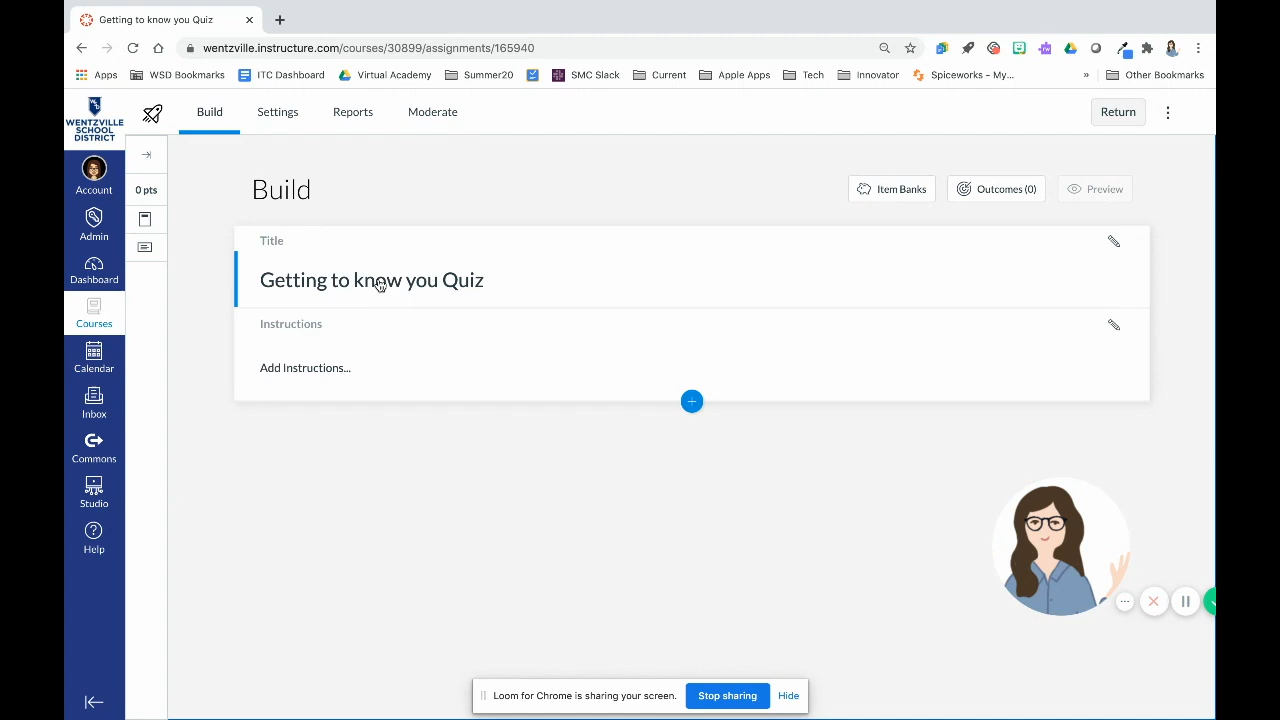 Getting to know you Quiz
wentzville.instructure.com/courses/30899/assignments/165940
Apps WSD Bookmarks ITC Dashboard Virtual Academy Summer20 SMC Slack Current Apple Apps Tech Innovator Spiceworks - My... » Other Bookmarks
WENTZVILLE
SCHOOL
DISTRICT
Build Settings Reports Moderate Return
Account
Admin
Dashboard
Courses
Calendar
Inbox
Commons
Studio
Help
0 pts
Build
Item Banks Outcomes (0) Preview
Title
Getting to know you Quiz
Instructions
Add Instructions...
Loom for Chrome is sharing your screen. Stop sharing Hide